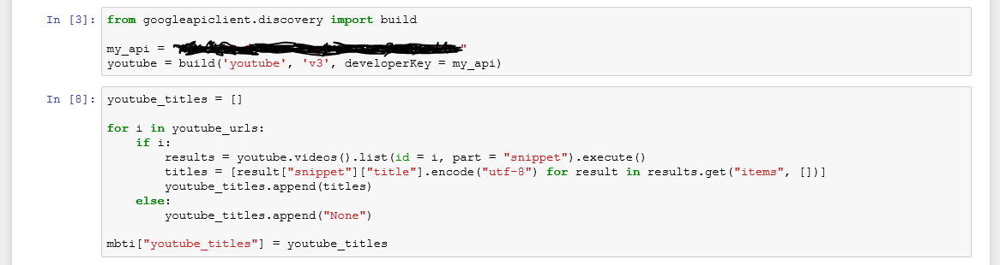 In [3]: from googleapiclient.discovery import build
my_api = " "
youtube = build('youtube', 'v3', developerKey = my_api)
In [8]: youtube_titles = []
for i in youtube_urls:
if i:
results = youtube.videos().list(id = i, part = "snippet").execute()
titles = [result["snippet"]["title"].encode("utf-8") for result in results.get("items", [])]
youtube_titles.append(titles)
else:
youtube_titles.append("None")
mbti["youtube_titles"] = youtube_titles